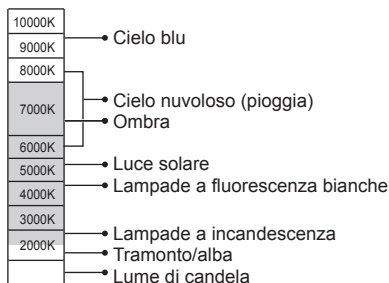 10000K
9000K
Cielo blu
8000K
Cielo nuvoloso (pioggia)
7000K
Ombra
6000K
5000K
Luce solare
4000K
Lampade a fluorescenza bianche
3000K
2000K
Lampade a incandescenza
Tramonto/alba
Lume di candela